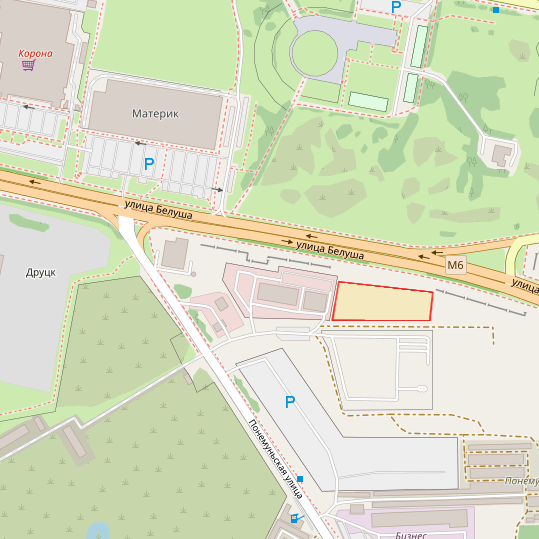 P
Корона
Материк
P
улица Белуша
улица Белуша
M6
Друцк
улица
P
Понемуньская улица
Понему
Бизнес